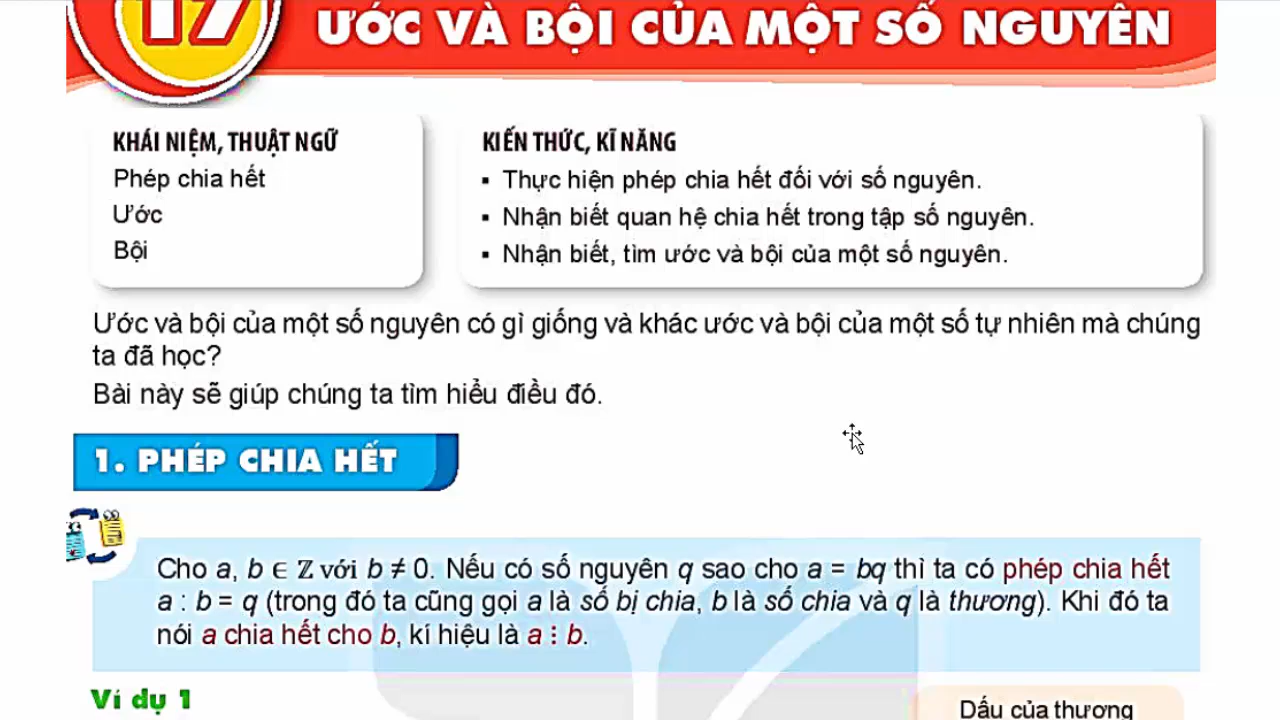 17
ƯỚC VÀ BỘI CỦA MỘT SỐ NGUYÊN
KHÁI NIỆM, THUẬT NGỮ
Phép chia hết
Ước
Bội
KIẾN THỨC, KĨ NĂNG
▪ Thực hiện phép chia hết đối với số nguyên.
▪ Nhận biết quan hệ chia hết trong tập số nguyên.
▪ Nhận biết, tìm ước và bội của một số nguyên.
Ước và bội của một số nguyên có gì giống và khác ước và bội của một số tự nhiên mà chúng
ta đã học?
Bài này sẽ giúp chúng ta tìm hiểu điều đó.
1. PHÉP CHIA HẾT
Cho a, b ∈ ℤ với b ≠ 0. Nếu có số nguyên q sao cho a = bq thì ta có phép chia hết
a : b = q (trong đó ta cũng gọi a là số bị chia, b là số chia và q là thương). Khi đó ta
nói a chia hết cho b, kí hiệu là a ⋮ b.
Ví dụ 1
Dấu của thương